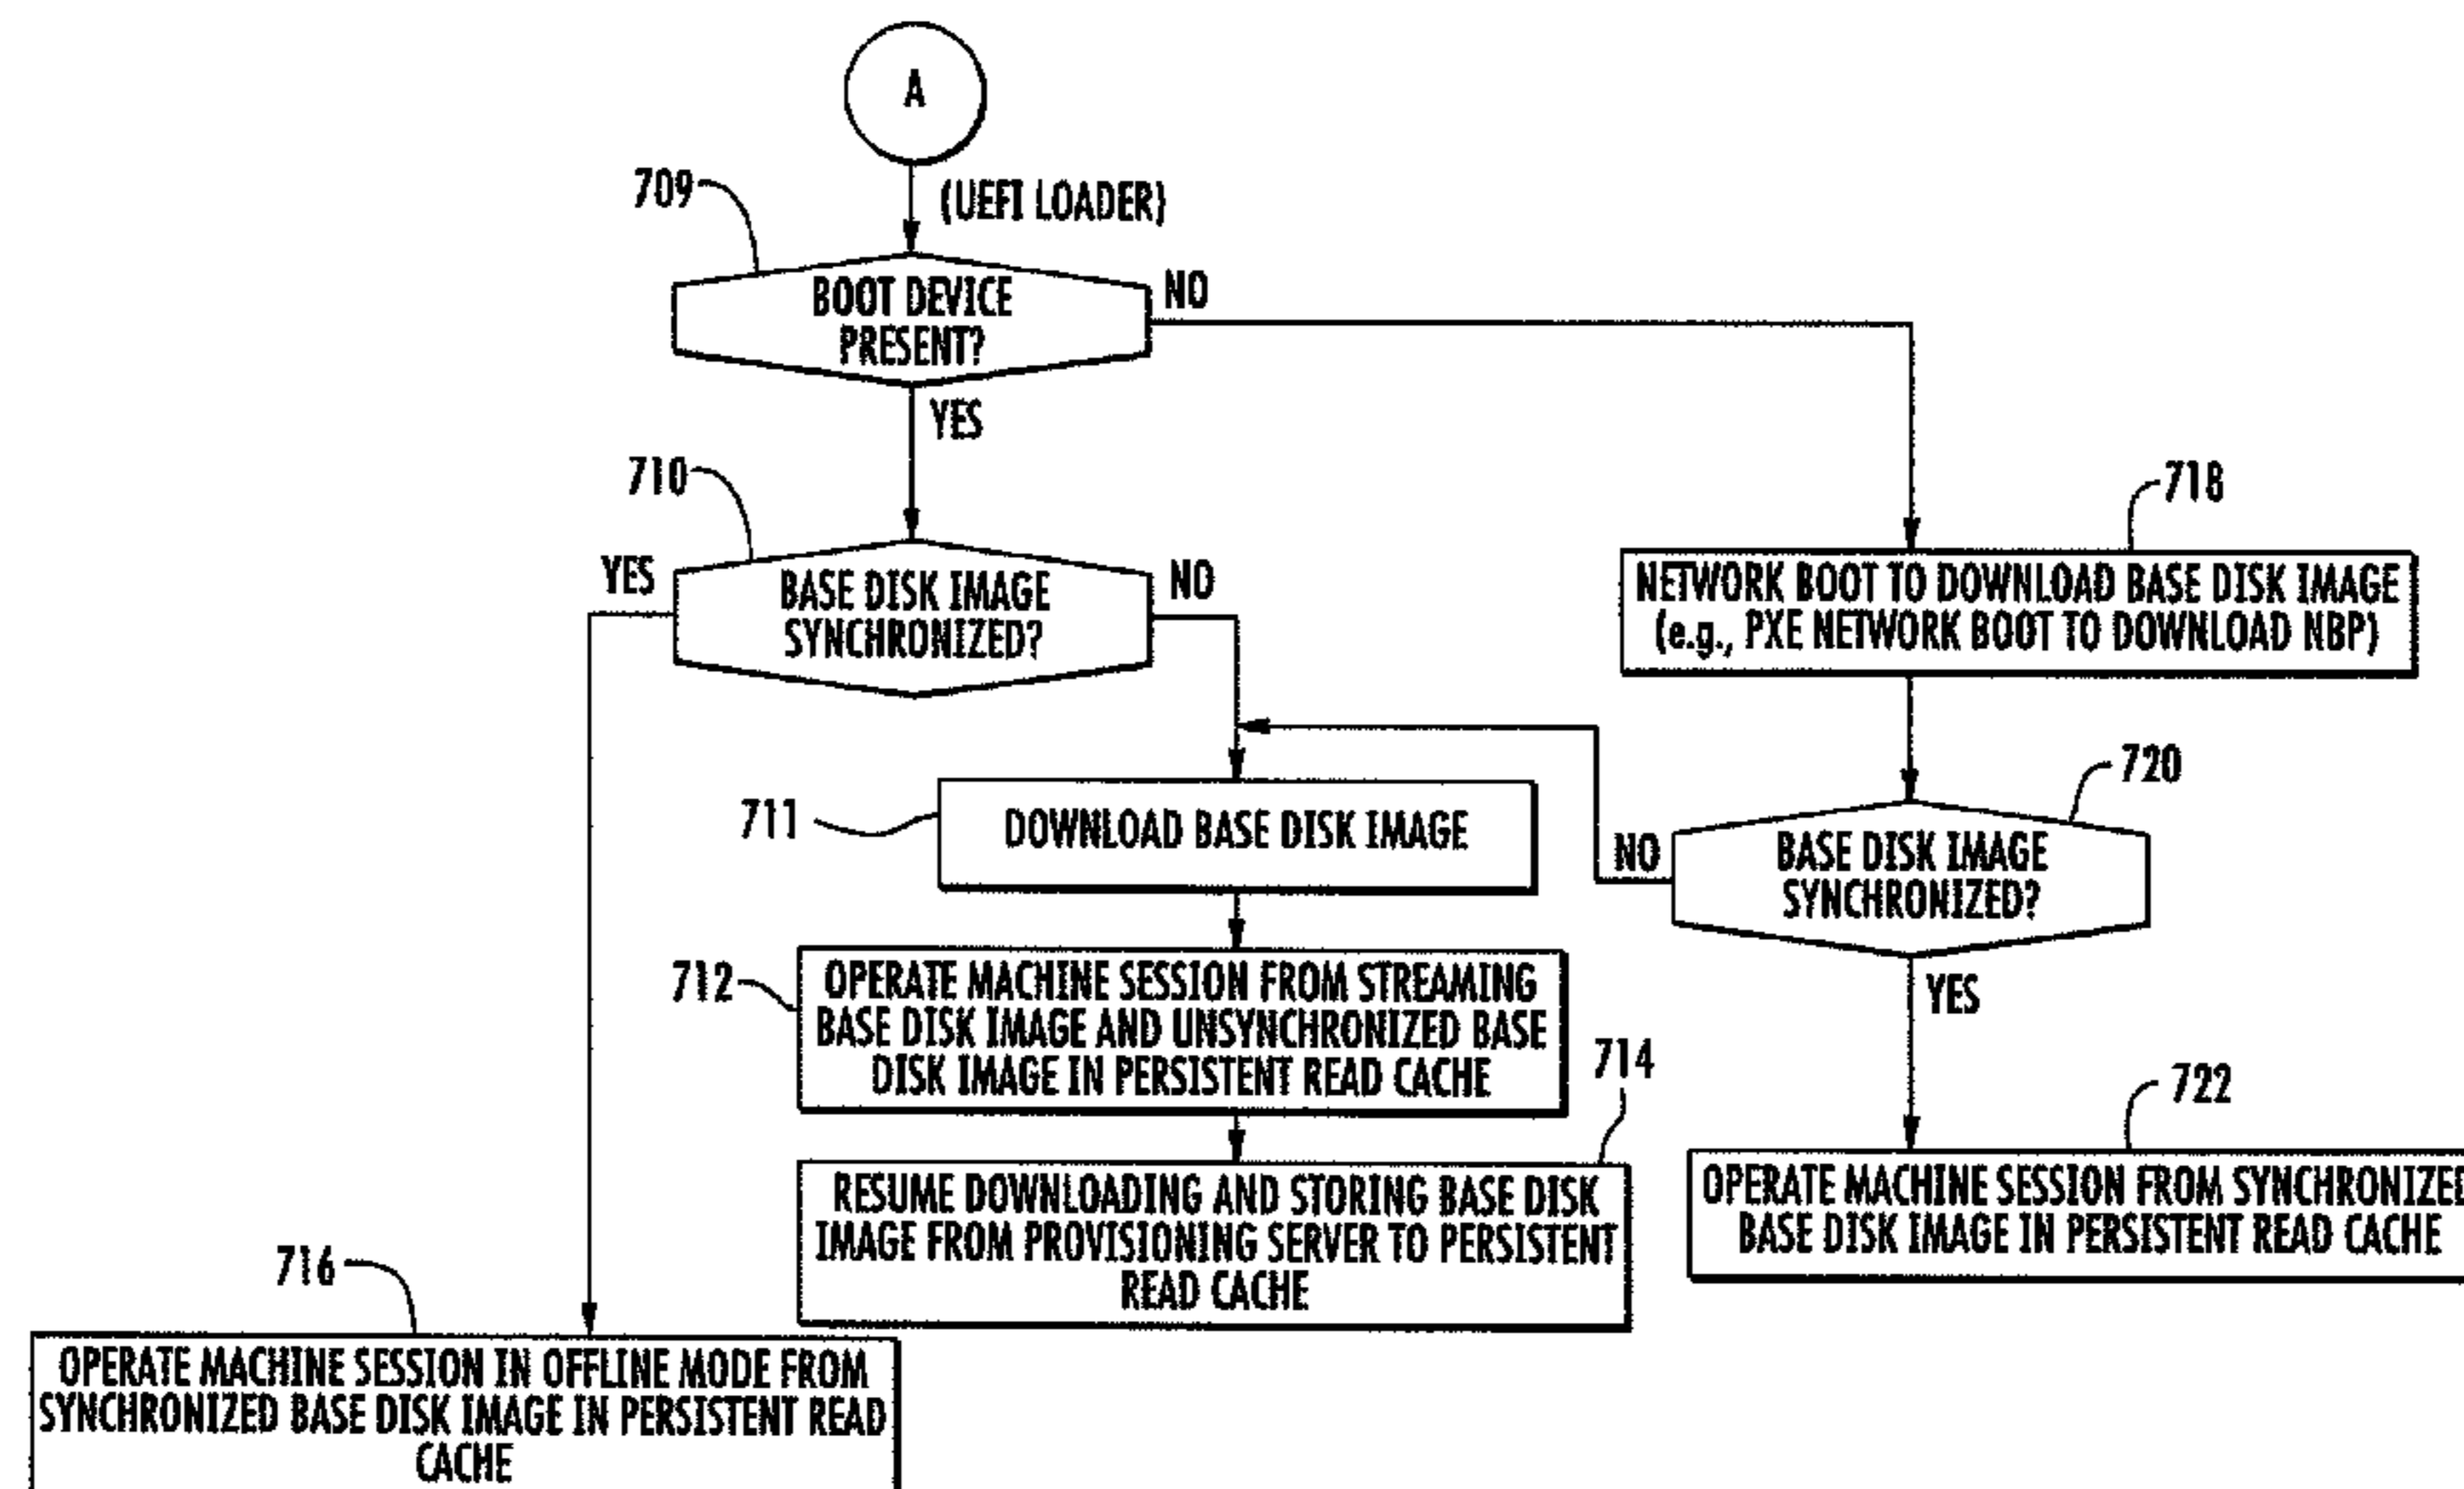 A
709
(UEFI LOADER)
BOOT DEVICE
PRESENT?
NO
YES
710
YES
BASE DISK IMAGE
SYNCHRONIZED?
NO
718
NETWORK BOOT TO DOWNLOAD BASE DISK IMAGE
(e.g., PXE NETWORK BOOT TO DOWNLOAD NBP)
711
DOWNLOAD BASE DISK IMAGE
720
NO
BASE DISK IMAGE
SYNCHRONIZED?
YES
712
OPERATE MACHINE SESSION FROM STREAMING
BASE DISK IMAGE AND UNSYNCHRONIZED BASE
DISK IMAGE IN PERSISTENT READ CACHE
714
RESUME DOWNLOADING AND STORING BASE DISK
IMAGE FROM PROVISIONING SERVER TO PERSISTENT
READ CACHE
722
OPERATE MACHINE SESSION FROM SYNCHRONIZED
BASE DISK IMAGE IN PERSISTENT READ CACHE
716
OPERATE MACHINE SESSION IN OFFLINE MODE FROM
SYNCHRONIZED BASE DISK IMAGE IN PERSISTENT READ
CACHE